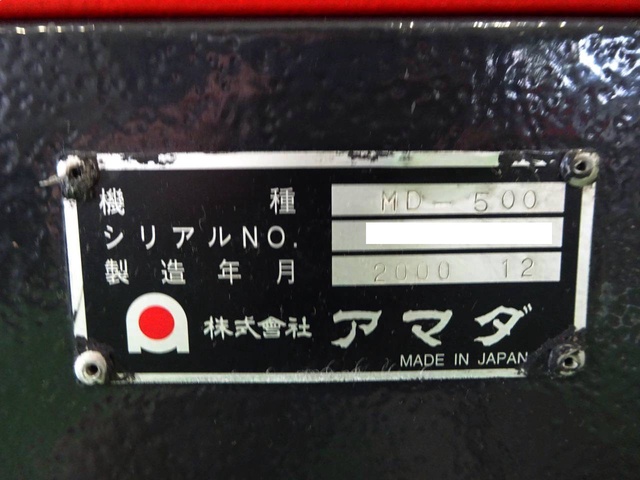 機種 MD-500
シリアルNO.
製造年月 2000 12
株式會社 アマダ
MADE IN JAPAN